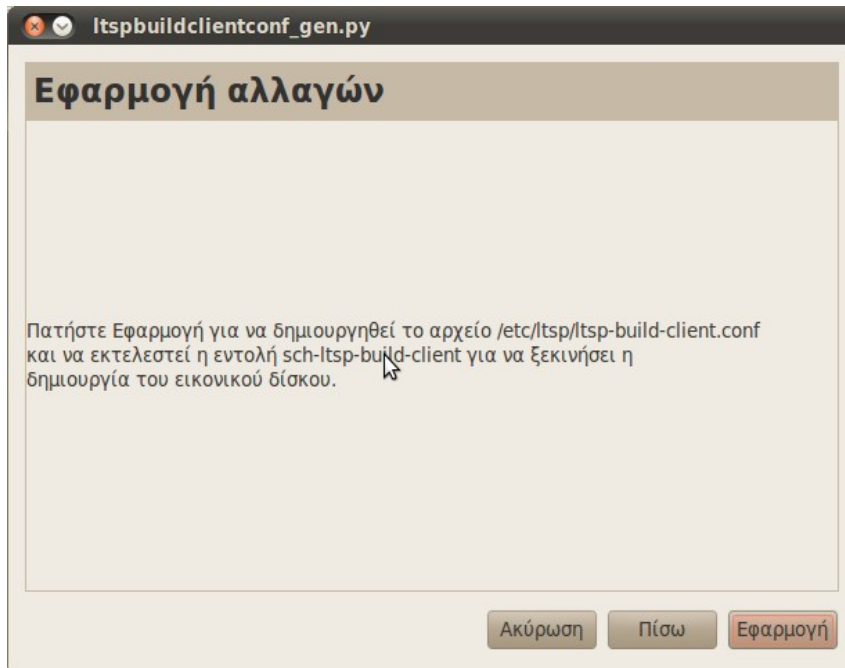 ltspbuildclientconf_gen.py
Εφαρμογή αλλαγών
Πατήστε Εφαρμογή για να δημιουργηθεί το αρχείο /etc/ltsp/ltsp-build-client.conf
και να εκτελεστεί η εντολή sch-ltsp-build-client για να ξεκινήσει η
δημιουργία του εικονικού δίσκου.
Ακύρωση Πίσω Εφαρμογή